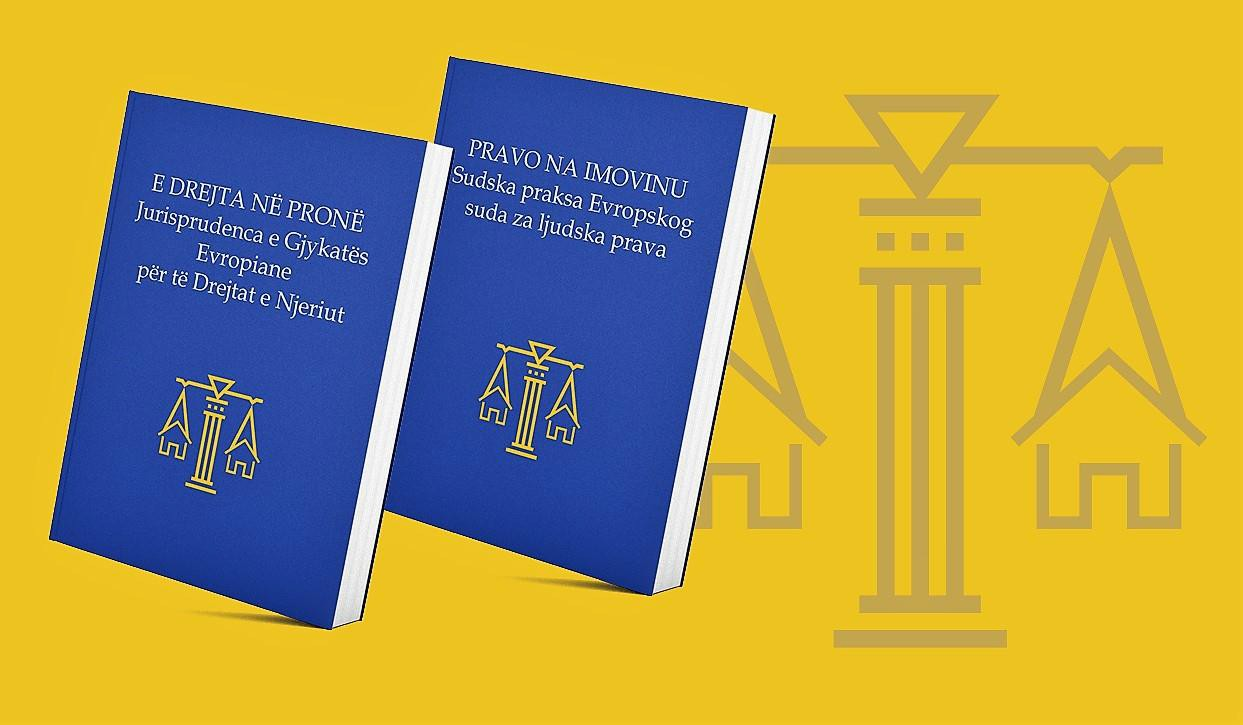 E DREJTA NË PRONË
Jurisprudenca e Gjykatës
Evropiane
për të Drejtat e Njeriut
PRAVO NA IMOVINU
Sudska praksa Evropskog
suda za ljudska prava